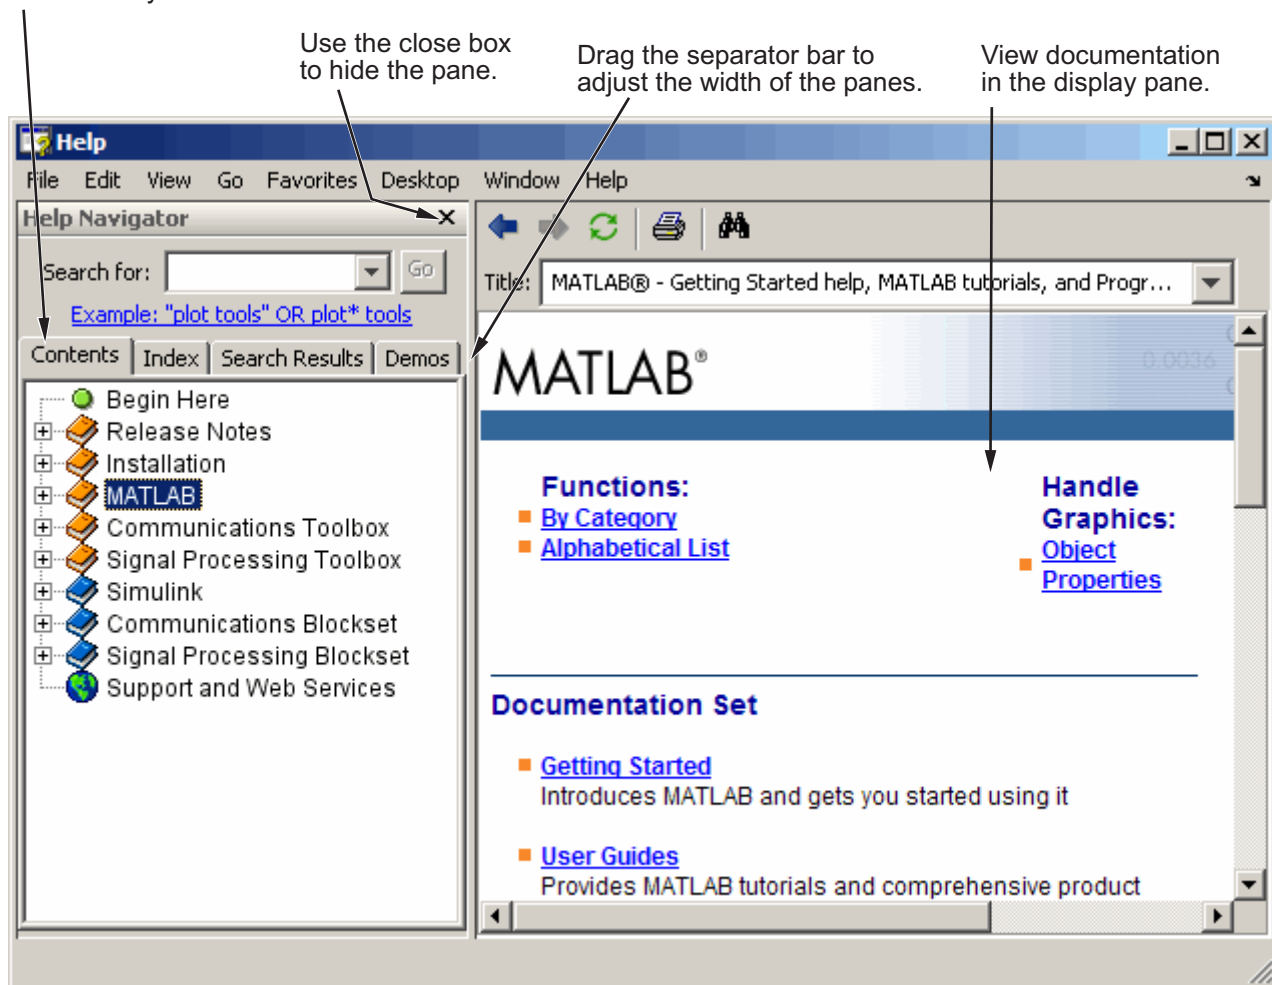 Use the close box
to hide the pane.
Drag the separator bar to
adjust the width of the panes.
View documentation
in the display pane.
Help
File Edit View Go Favorites Desktop Window Help
Help Navigator
Search for:
Go
Example: "plot tools" OR plot* tools
Contents Index Search Results Demos
Begin Here
Release Notes
Installation
MATLAB
Communications Toolbox
Signal Processing Toolbox
Simulink
Communications Blockset
Signal Processing Blockset
Support and Web Services
Title: MATLAB® - Getting Started help, MATLAB tutorials, and Progr...
MATLAB®
0.0036
Functions:
By Category
Alphabetical List
Handle
Graphics:
Object
Properties
Documentation Set
Getting Started
Introduces MATLAB and gets you started using it
User Guides
Provides MATLAB tutorials and comprehensive product